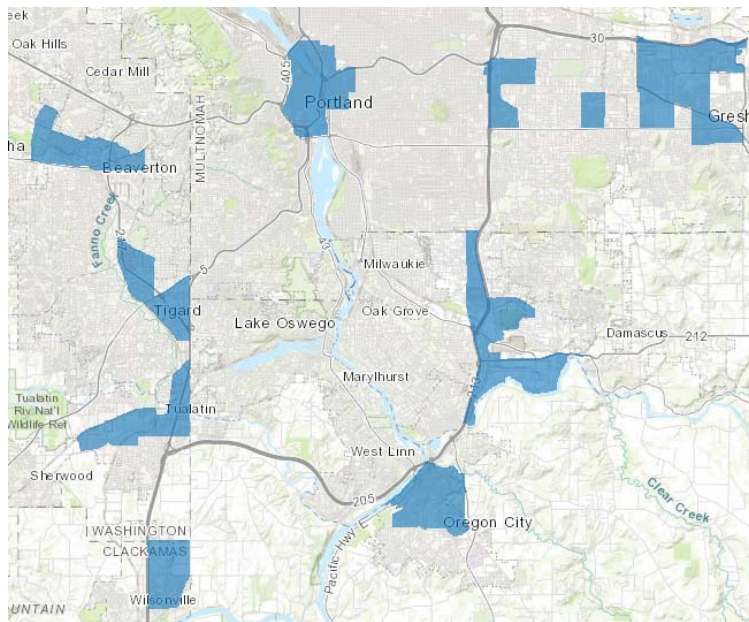 eek
Oak Hills
Cedar Mill
405
30
Portland
Gresh
ha
Beaverton
MULTNOMAH
Fanno Creek
217
5
43
Milwaukie
Tigard
Lake Oswego
Oak Grove
Damascus
212
Marylhurst
213
Tualatin
Riv.Nat'l
Wildlife Ref
Tualatin
West Linn
Sherwood
205
Clear Creek
Oregon City
WASHINGTON
CLACKAMAS
Pacific-Hwy-E
Wilsonville
UNTAIN